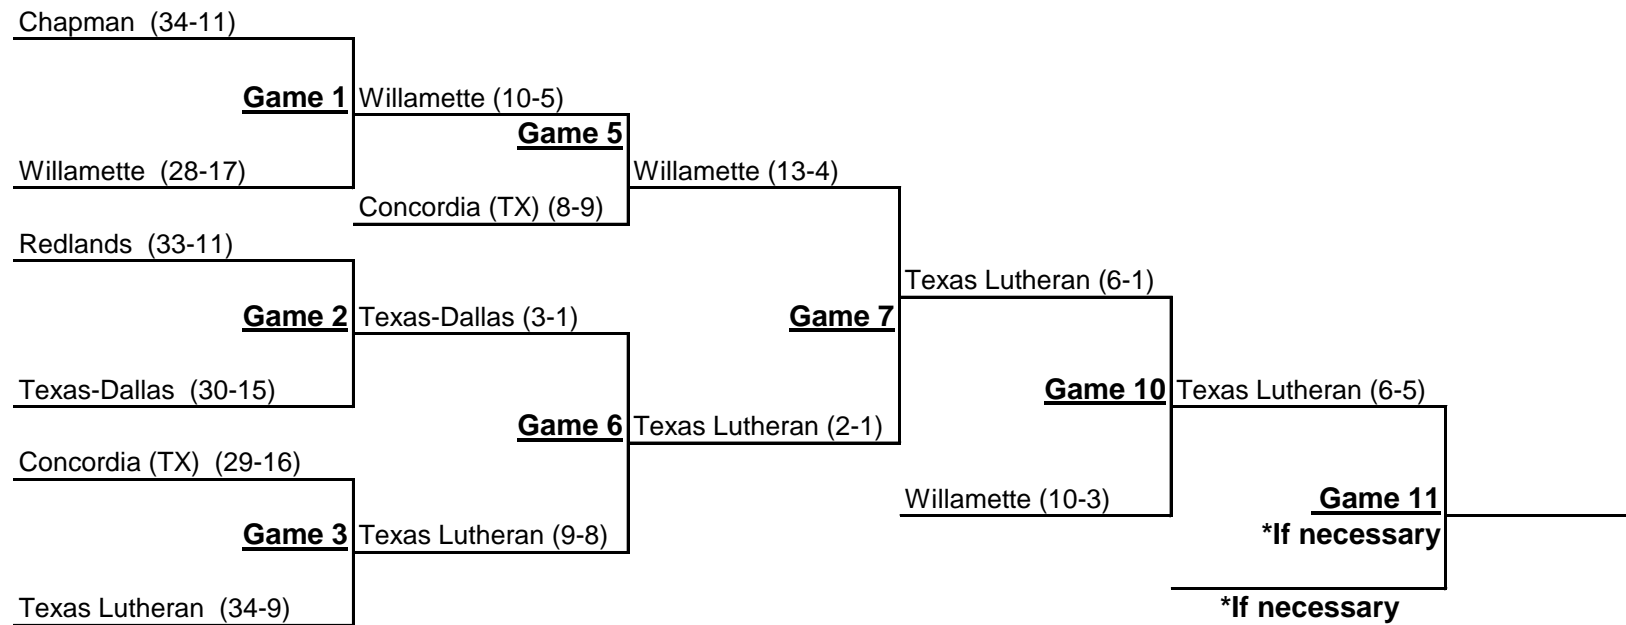 Chapman  (34-11)
Game 1
Willamette (10-5)
Game 5
Willamette  (28-17)
Willamette (13-4)
Concordia (TX) (8-9)
Redlands  (33-11)
Texas Lutheran (6-1)
Game 2
Texas-Dallas (3-1)
Game 7
Texas-Dallas  (30-15)
Game 10
Texas Lutheran (6-5)
Game 6
Texas Lutheran (2-1)
Concordia (TX)  (29-16)
Willamette (10-3)
Game 11
Game 3
Texas Lutheran (9-8)
*If necessary
Texas Lutheran  (34-9)
*If necessary